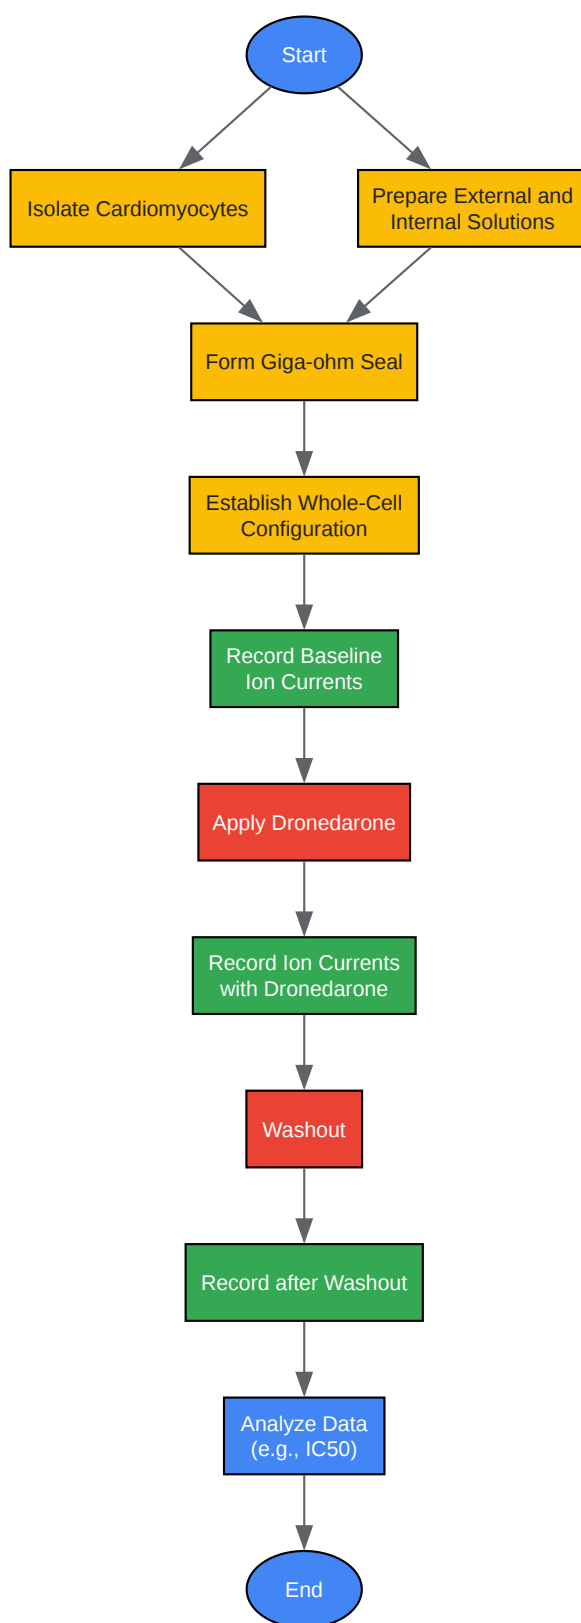 Start
Isolate Cardiomyocytes
Prepare External and
Internal Solutions
Form Giga-ohm Seal
Establish Whole-Cell
Configuration
Record Baseline
Ion Currents
Apply Dronedarone
Record Ion Currents
with Dronedarone
Washout
Record after Washout
Analyze Data
(e.g., IC50)
End